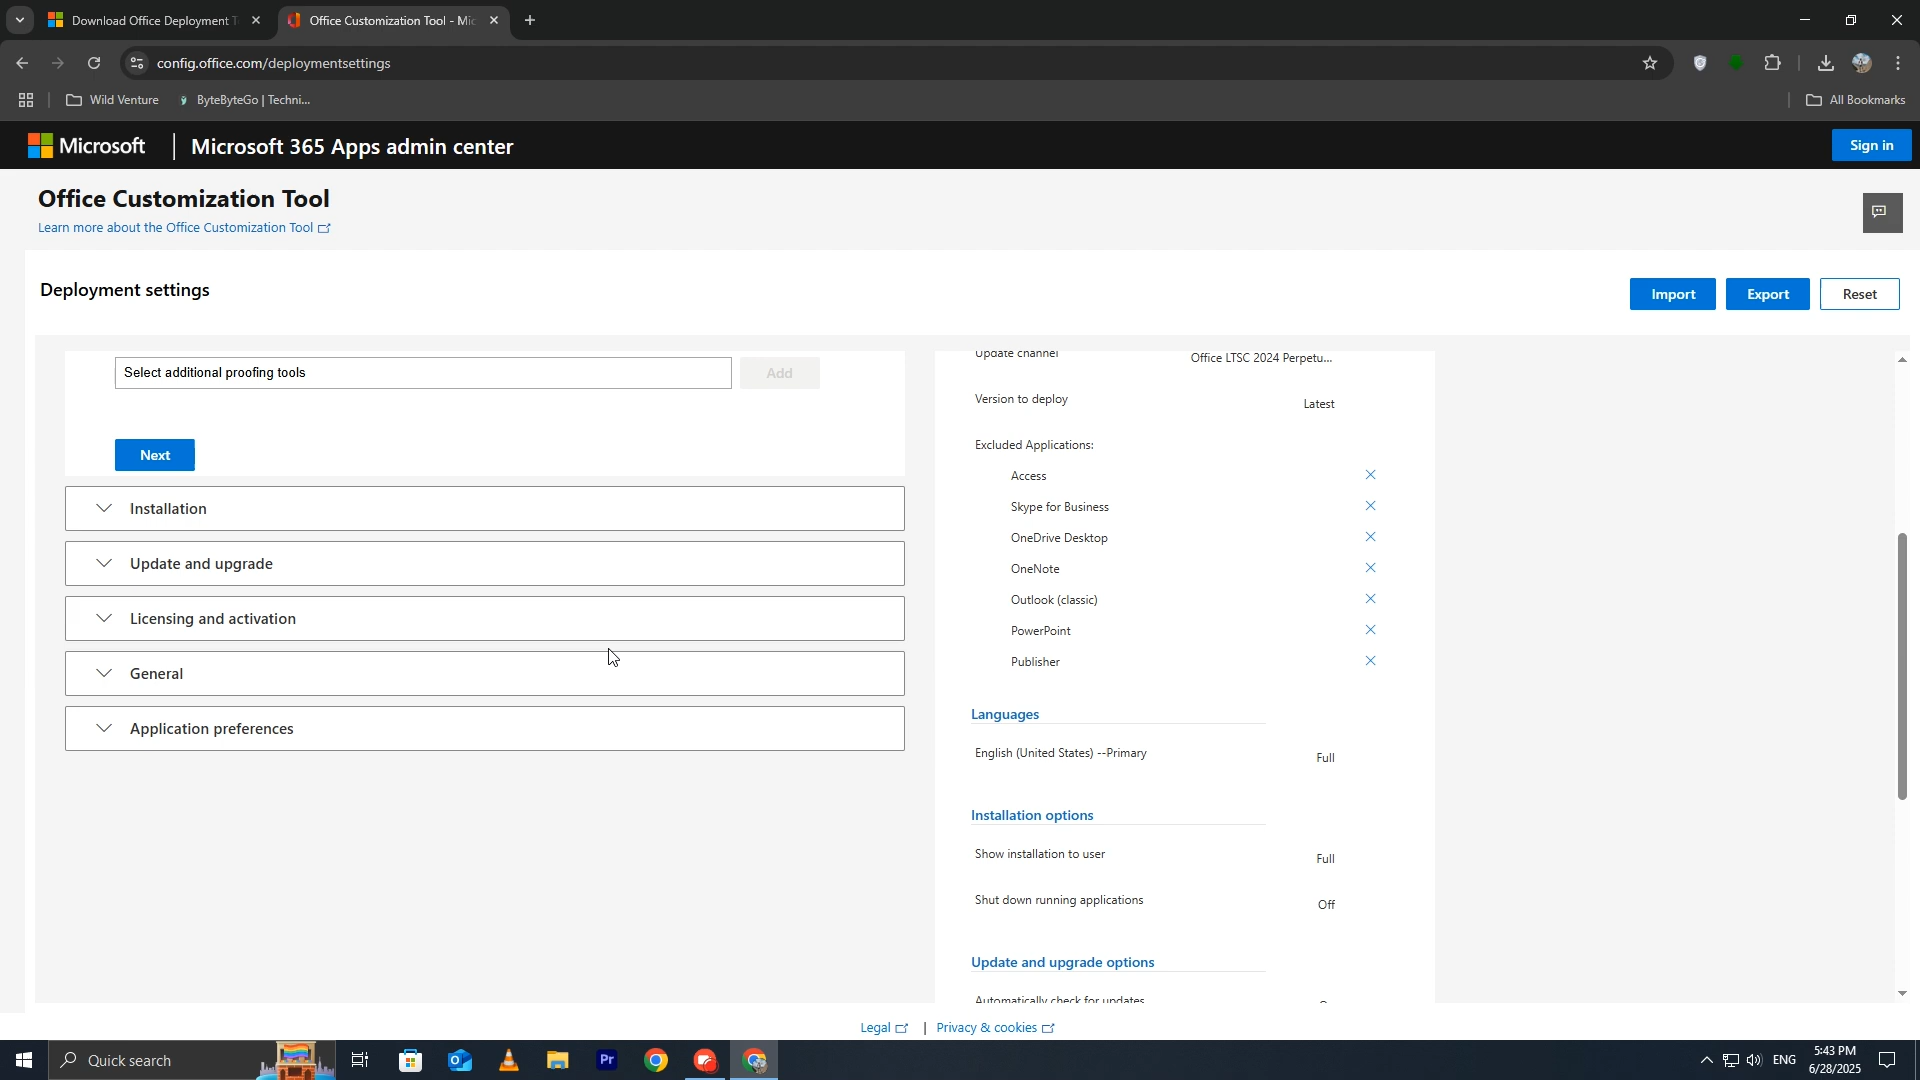 Download Office Deployment T
Office Customization Tool - Mic
config.office.com/deploymentsettings
Wild Venture
ByteByteGo | Techni...
All Bookmarks
Microsoft
Microsoft 365 Apps admin center
Sign in
Office Customization Tool
Learn more about the Office Customization Tool
Deployment settings
Import
Export
Reset
Select additional proofing tools
Add
Next
Installation
Update and upgrade
Licensing and activation
General
Application preferences
Update channel
Office LTSC 2024 Perpetu...
Version to deploy
Latest
Excluded Applications:
Access
Skype for Business
OneDrive Desktop
OneNote
Outlook (classic)
PowerPoint
Publisher
Languages
English (United States) --Primary
Full
Installation options
Show installation to user
Full
Shut down running applications
Off
Update and upgrade options
Automatically check for updates
Legal
|
Privacy & cookies
Quick search
Pr
ENG
5:43 PM
6/28/2025